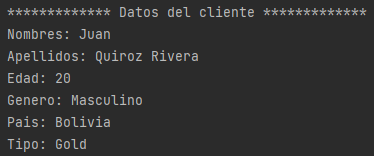 ************* Datos del cliente *************
Nombres: Juan
Apellidos: Quiroz Rivera
Edad: 20
Genero: Masculino
Pais: Bolivia
Tipo: Gold